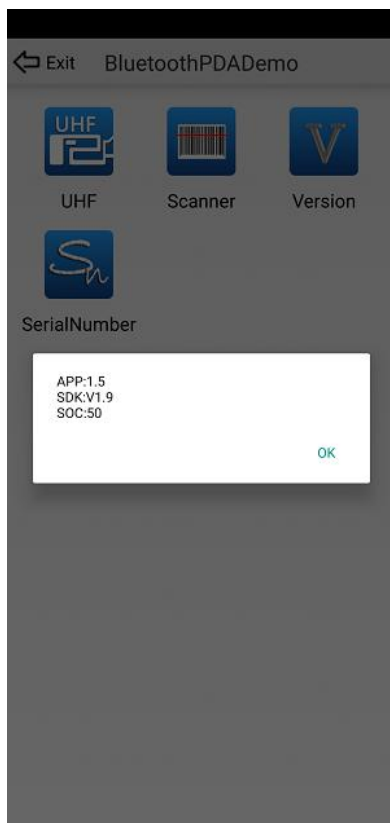 Exit BluetoothPDADemo
UHF
UHF Scanner Version
SerialNumber
APP:1.5
SDK:V1.9
SOC:50
OK